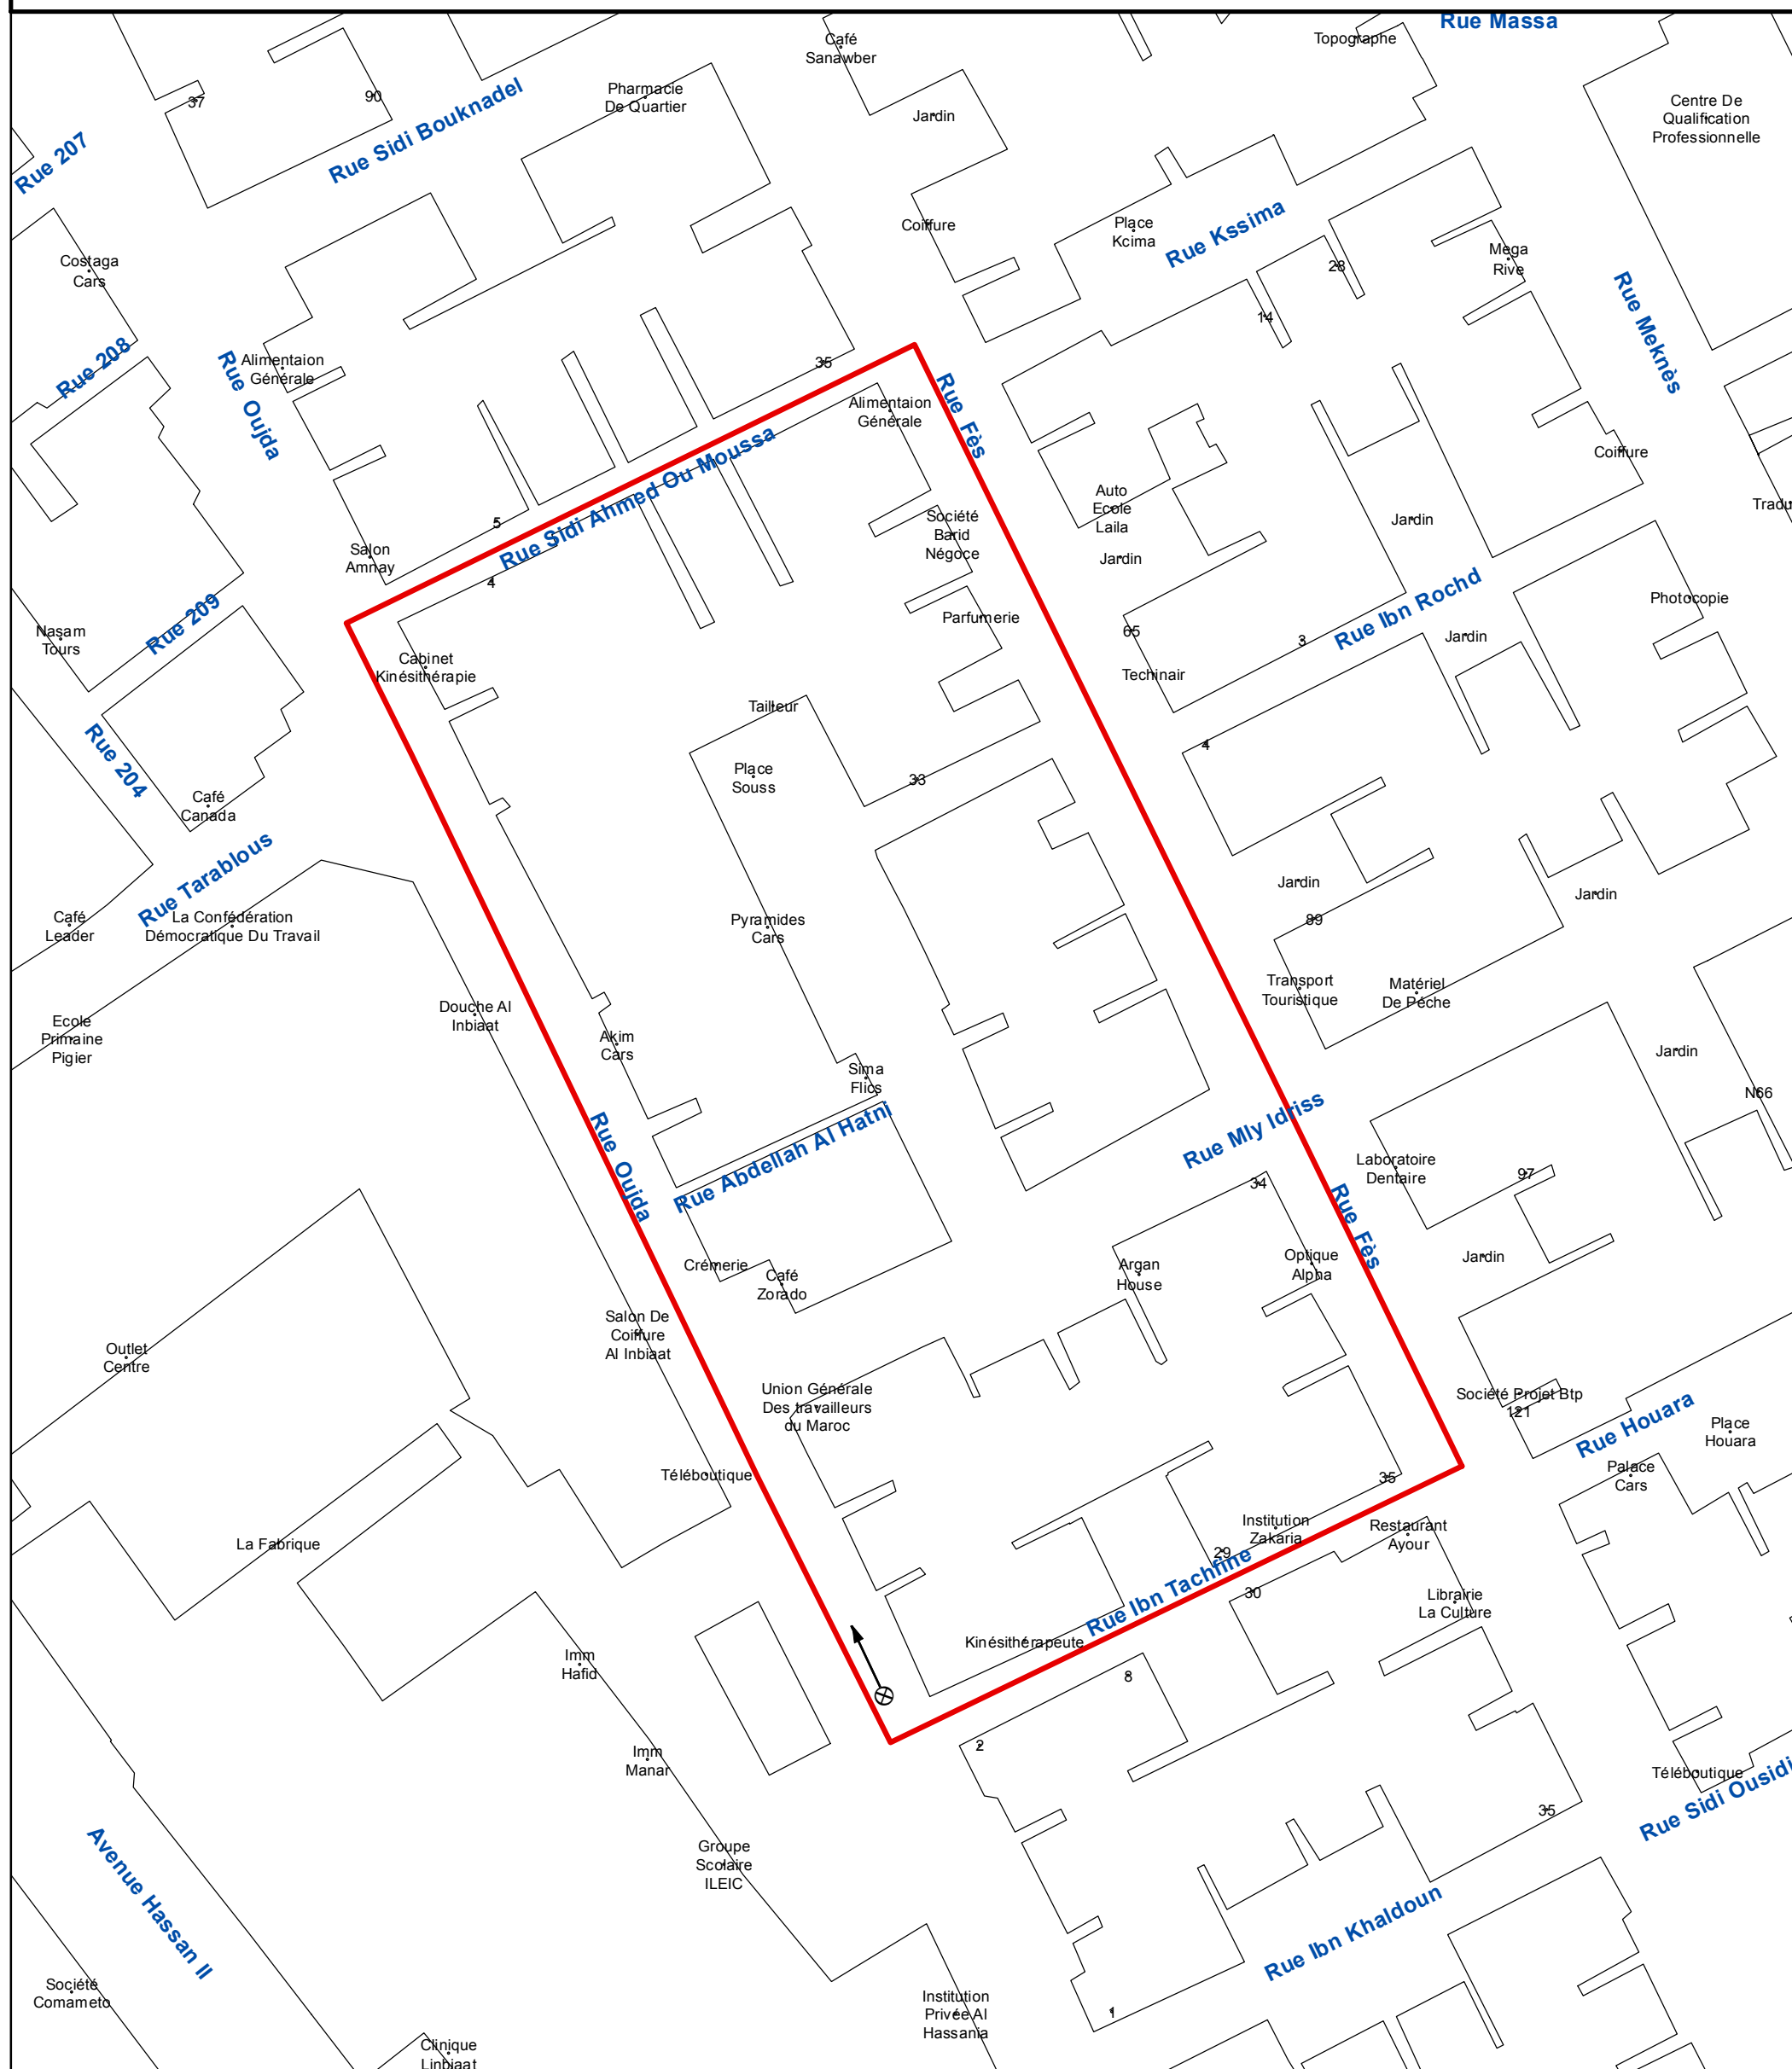 Rue Massa
Café
Sanawber
Topographe
Pharmacie
De Quartier
37
90
Rue Sidi Bouknadel
Jardin
Centre De
Qualification
Professionnelle
Rue 207
Coiffure
Place
Kcima
Rue Kssima
Mega
Rive
28
14
Costaga
Cars
Rue Meknès
Rue 208
Rue Oujda
Alimentaion
Générale
35
Alimentaion
Générale
Rue Fès
Coiffure
Rue Sidi Ahmed Ou Moussa
Auto
Ecole
Laila
Jardin
Société
Barid
Négoce
Jardin
5
4
Salon
Amnay
Rue 209
Nasam
Tours
Parfumerie
65
3
Rue Ibn Rochd
Jardin
Photocopie
Techinair
Cabinet
Kinésithérapie
Tailleur
Rue 204
Place
Souss
33
4
Café
Canada
Rue Tarablous
Café
Leader
La Confédération
Démocratique Du Travail
Pyramides
Cars
Jardin
Jardin
89
Transport
Touristique
Matériel
De Péche
Douche Al
Inbiaat
Ecole
Primaine
Pigier
Akim
Cars
Sima
Flics
Jardin
N66
Rue Oujda
Rue Abdellah Al Hatni
Rue Mly Idriss
Laboratoire
Dentaire
97
34
Rue Fès
Crémerie
Café
Zorado
Argan
House
Optique
Alpha
Jardin
Salon De
Coiffure
Al Inbiaat
Outlet
Centre
Union Générale
Des travailleurs
du Maroc
Société Projet Btp
121
Rue Houara
Place
Houara
Téléboutique
35
Palace
Cars
La Fabrique
Institution
Zakaria
Restaurant
Ayour
29
Rue Ibn Tachfine
30
Librairie
La Culture
Kinésithérapeute
Imm
Hafid
8
2
Imm
Manar
Téléboutique
Rue Sidi Ousidi
35
Avenue Hassan II
Groupe
Scolaire
ILEIC
Rue Ibn Khaldoun
Société
Comameto
Institution
Privée Al
Hassania
1
Clinique
Linbiaat